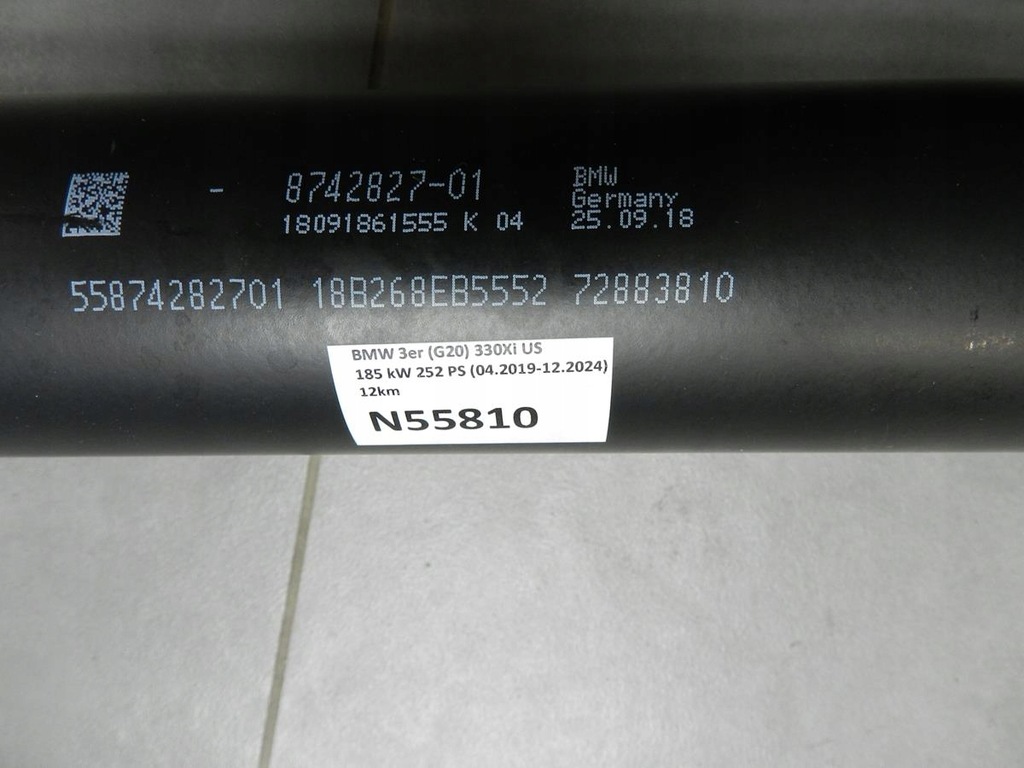 - 8742827-01
18091861555 K 04
BMW
Germany
25.09.18
55874282701 18B268EB5552 72883810
BMW 3er (G20) 330Xi US
185 kW 252 PS (04.2019-12.2024)
12km
N55810